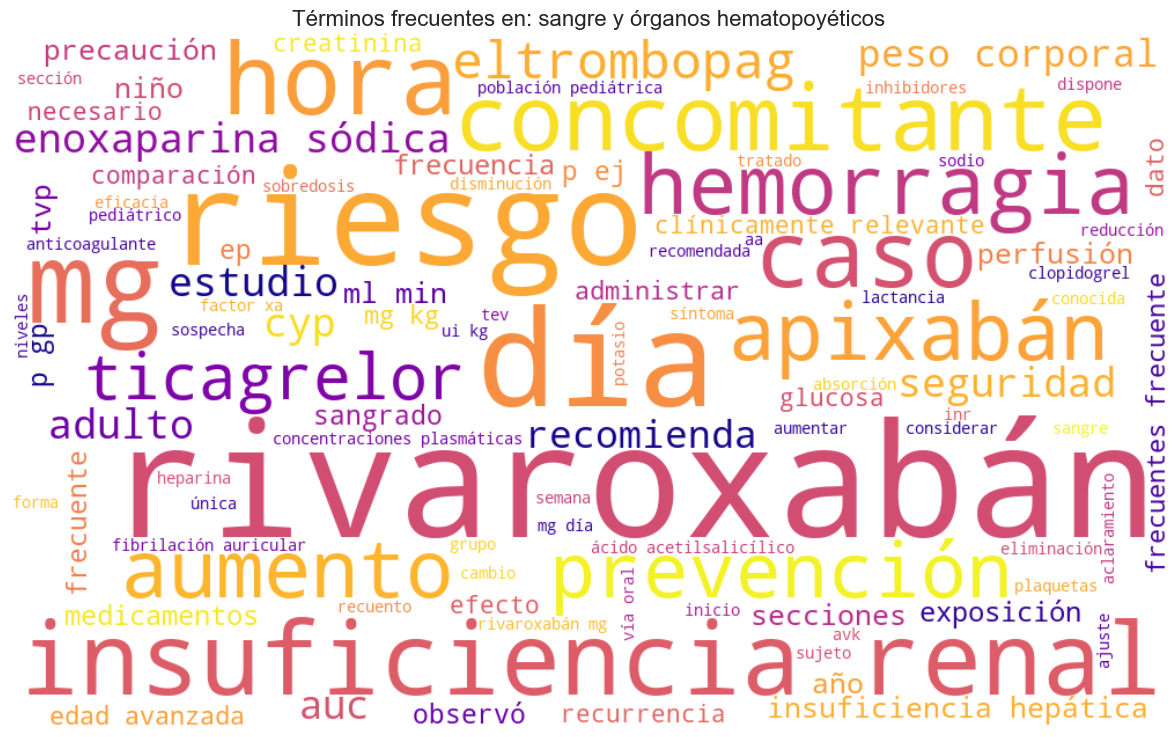 Términos frecuentes en: sangre y órganos hematopoyéticos
precaución
creatinina
hora
eltrombopag
peso corporal
sección
niño
población pediátrica
inhibidores
dispone
necesario
concomitante
enoxaparina sódica
frecuencia
p ej
tratado
sodio
dato
comparación
sobredosis
disminución
hemorragia
tvp
eficacia
pediátrico
riesgo
clínicamente relevante
reducción
anticoagulante
ep
recomendada
aa
caso
perfusión
mg
estudio
ml min
administrar
clopidogrel
niveles
factor xa
mg kg
tev
síntoma
lactancia
conocida
sospecha
cyp
ui kg
día
potasio
apixabán
frecuentes frecuente
p gp
ticagrelor
absorción
seguridad
glucosa
adulto
sangrado
inr
concentraciones plasmáticas
recomienda
aumentar
considerar
sangre
rivaroxabán
frecuente
heparina
forma
única
semana
mg día
aclaramiento
fibrilación auricular
grupo
ácido acetilsalicílico
eliminación
aumento
cambio
prevención
plaquetas
medicamentos
recuento
efecto
vía oral
inicio
secciones
exposición
rivaroxabán mg
avk
ajuste
insuficiencia renal
sujeto
año
edad avanzada
auc
observó
recurrencia
insuficiencia hepática